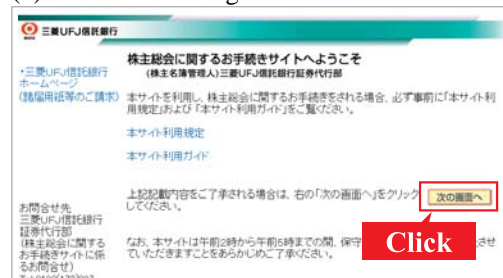 三菱UFJ信託銀行
株主総会に関するお手続きサイトへようこそ
(株主名簿管理人)三菱UFJ信託銀行証券代行部
・三菱UFJ信託銀行
ホームページ
(諸届用紙等のご請求)
本サイトを利用し、株主総会に関するお手続きをされる場合、必ず事前に「本サイト利
用規定」および「本サイト利用ガイド」をご覧ください。
本サイト利用規定
本サイト利用ガイド
上記記載内容をご了承される場合は、右の「次の画面へ」をクリック
してください。
次の画面へ
Click
なお、本サイトは午前2時から午前5時までの間、保守
させ
ていただきますことをあらかじめご了承ください。
お問合せ先
三菱UFJ信託銀行
証券代行部
(株主総会に関する
お手続きサイトに係
るお問合せ)